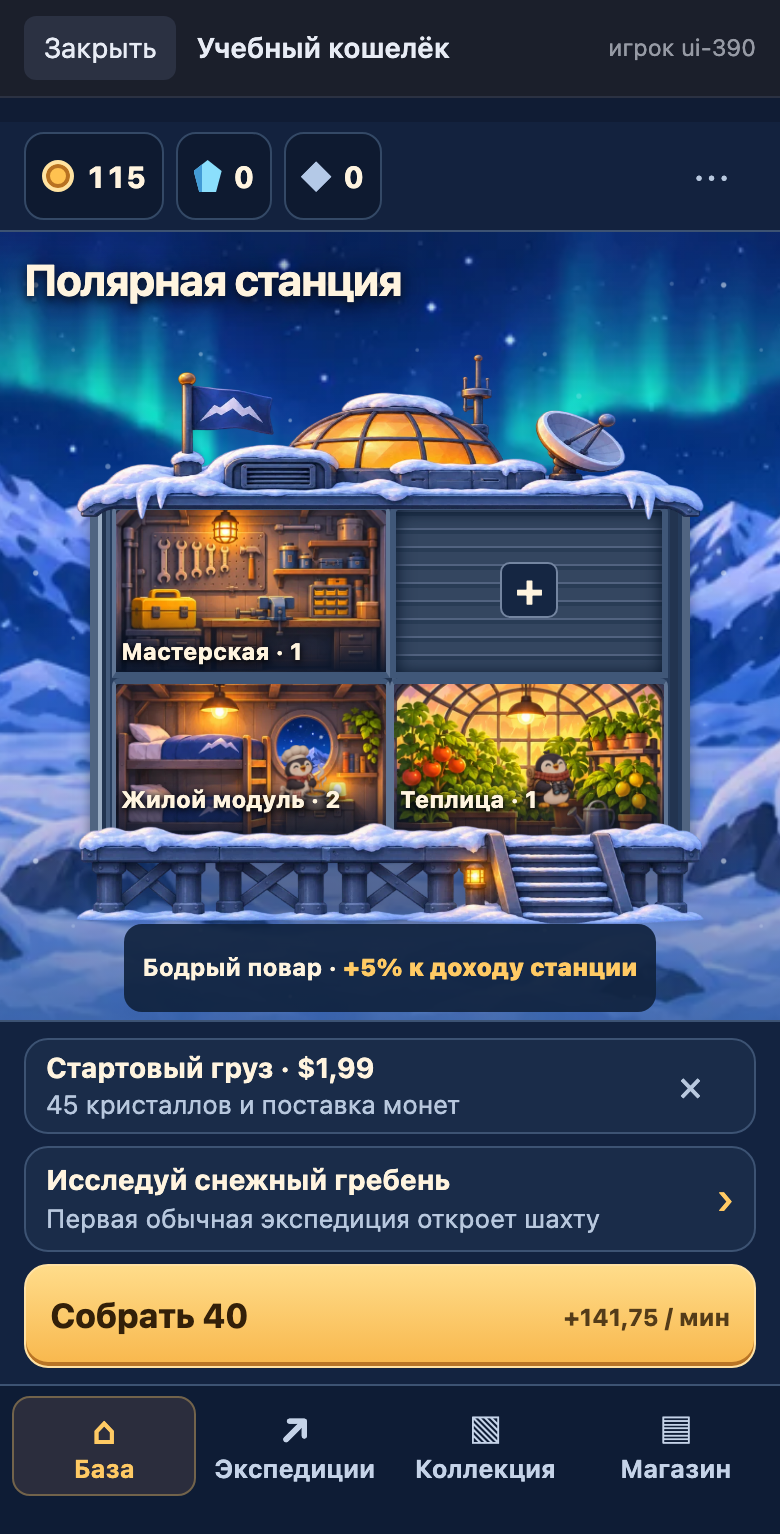 Закрыть
Учебный кошелёк
игрок ui-390
115
0
0
...
Полярная станция
+
Мастерская · 1
Жилой модуль · 2
Теплица · 1
Бодрый повар · +5% к доходу станции
Стартовый груз · $1,99
45 кристаллов и поставка монет
×
Исследуй снежный гребень
Первая обычная экспедиция откроет шахту
›
Собрать 40
+141,75 / мин
База
Экспедиции
Коллекция
Магазин